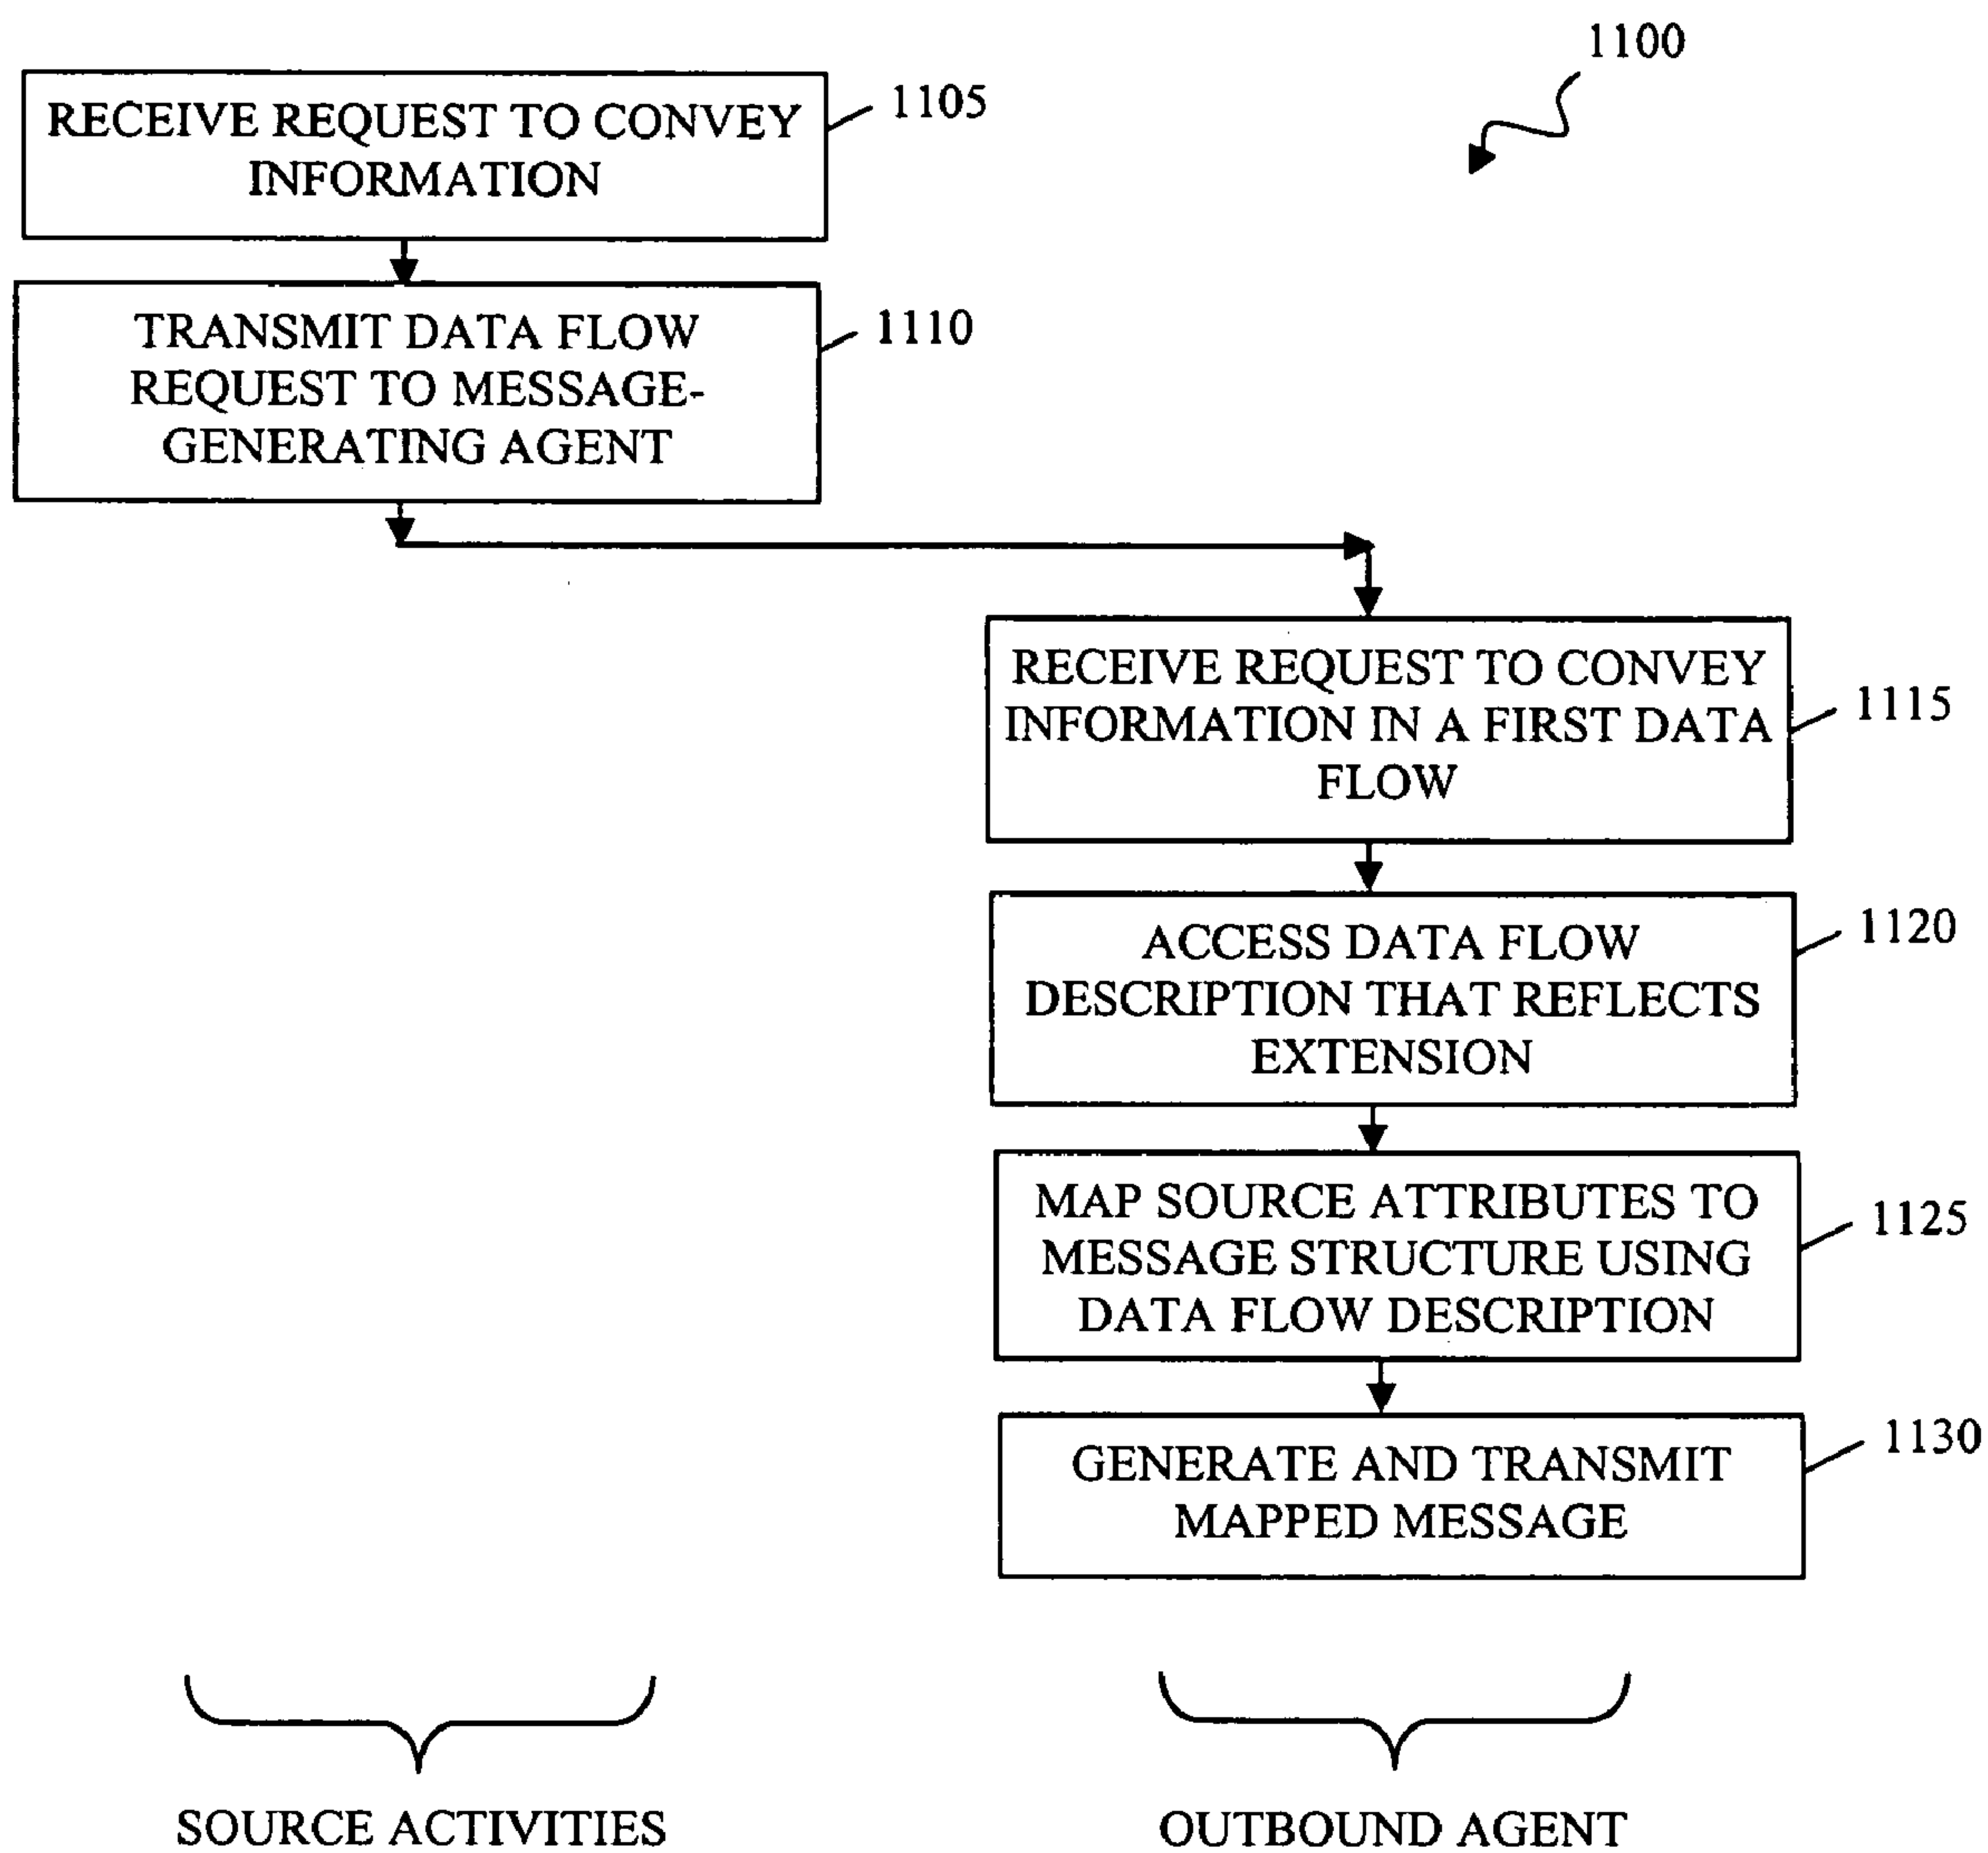 1100
RECEIVE REQUEST TO CONVEY
INFORMATION
1105
TRANSMIT DATA FLOW
REQUEST TO MESSAGE-
GENERATING AGENT
1110
RECEIVE REQUEST TO CONVEY
INFORMATION IN A FIRST DATA
FLOW
1115
ACCESS DATA FLOW
DESCRIPTION THAT REFLECTS
EXTENSION
1120
MAP SOURCE ATTRIBUTES TO
MESSAGE STRUCTURE USING
DATA FLOW DESCRIPTION
1125
GENERATE AND TRANSMIT
MAPPED MESSAGE
1130
SOURCE ACTIVITIES
OUTBOUND AGENT